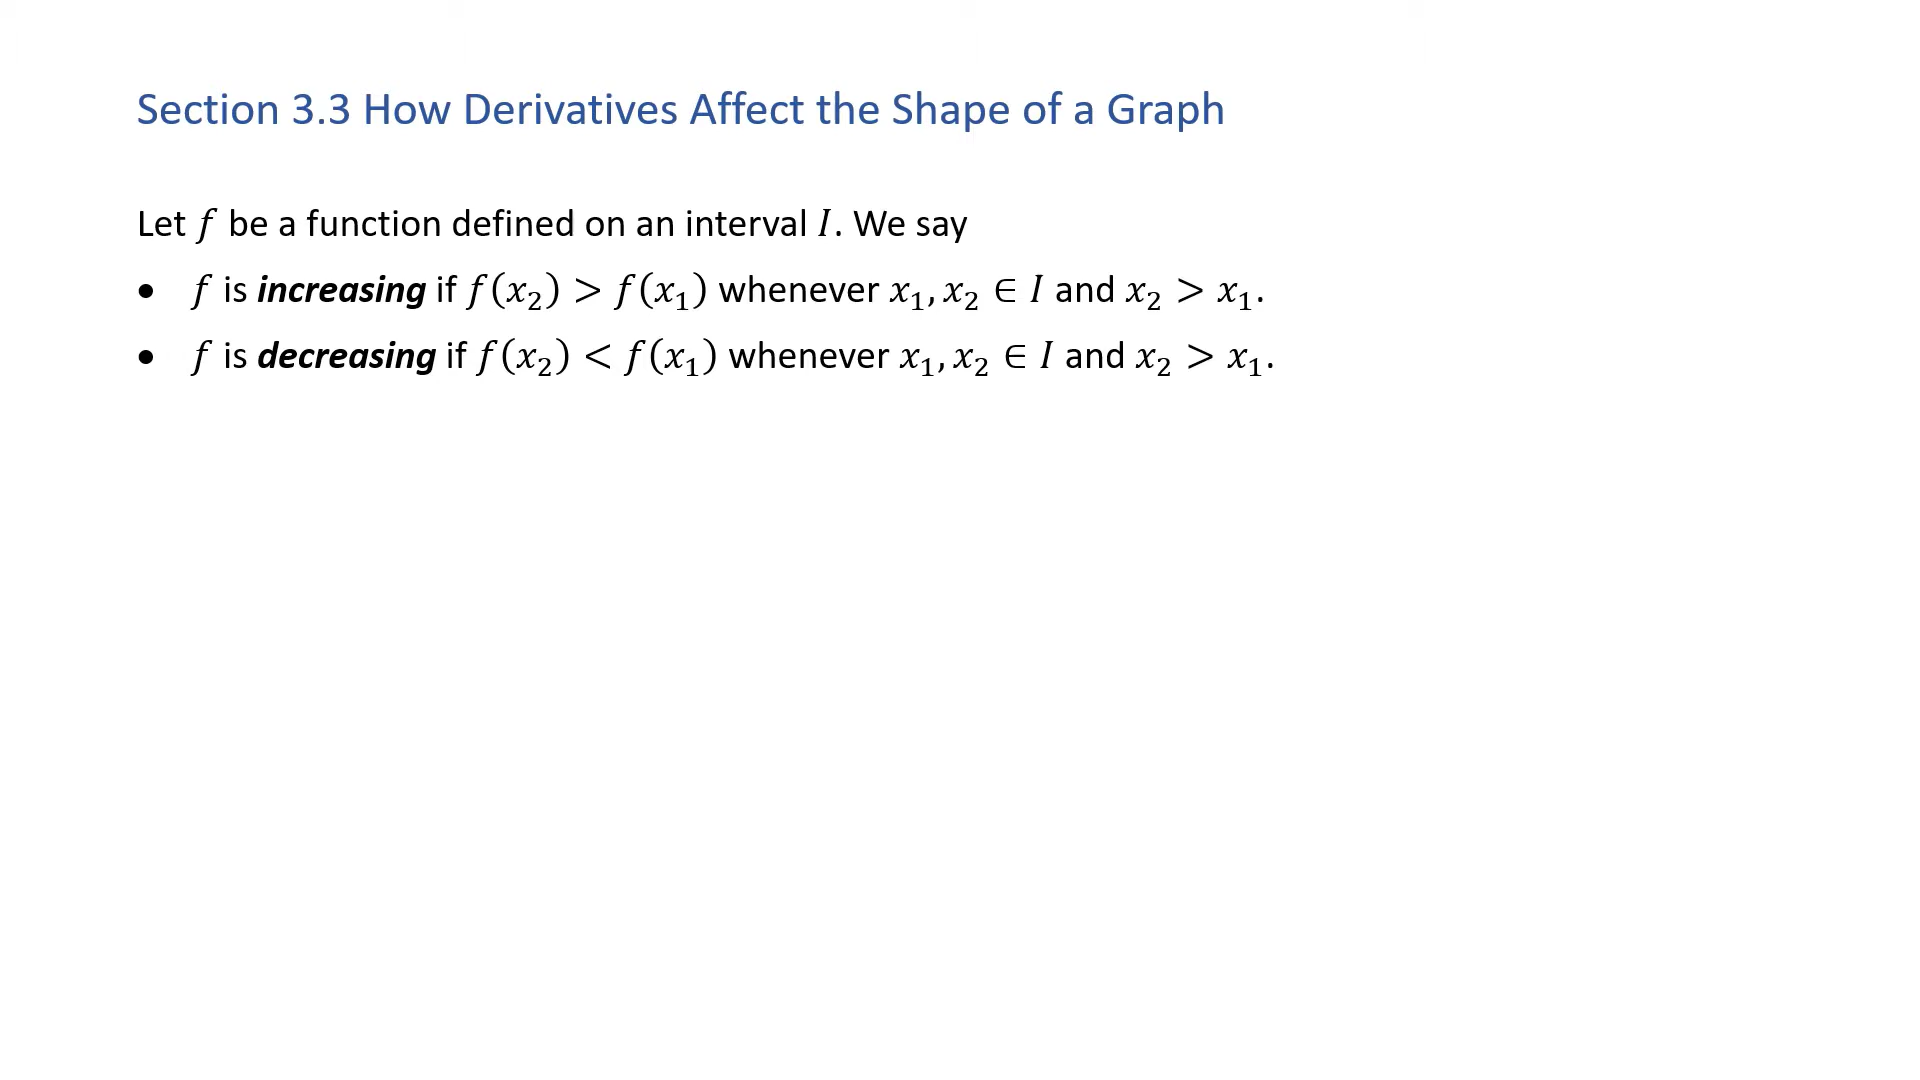 Section 3.3 How Derivatives Affect the Shape of a Graph
Let 𝑓 be a function defined on an interval 𝐼. We say
• 𝑓 is increasing if 𝑓(𝑥₂) > 𝑓(𝑥₁) whenever 𝑥₁, 𝑥₂ ∈ 𝐼 and 𝑥₂ > 𝑥₁.
• 𝑓 is decreasing if 𝑓(𝑥₂) < 𝑓(𝑥₁) whenever 𝑥₁, 𝑥₂ ∈ 𝐼 and 𝑥₂ > 𝑥₁.